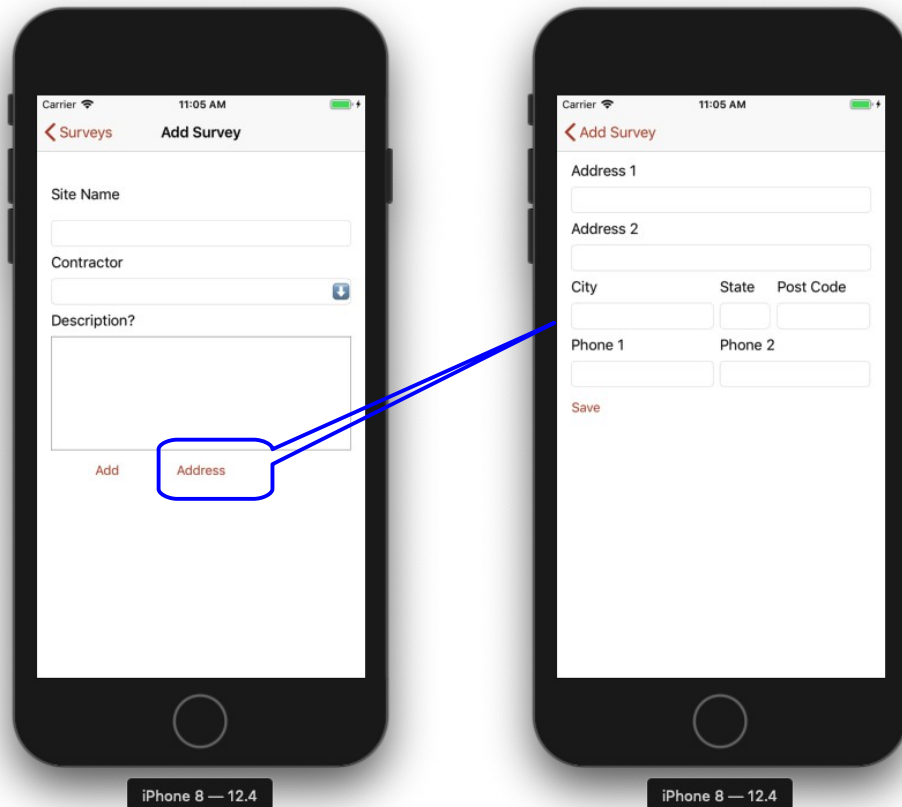 Carrier 11:05 AM
Surveys Add Survey
Site Name
Contractor
Description?
Add Address
iPhone 8 — 12.4
Carrier 11:05 AM
Add Survey
Address 1
Address 2
City State Post Code
Phone 1 Phone 2
Save
iPhone 8 — 12.4